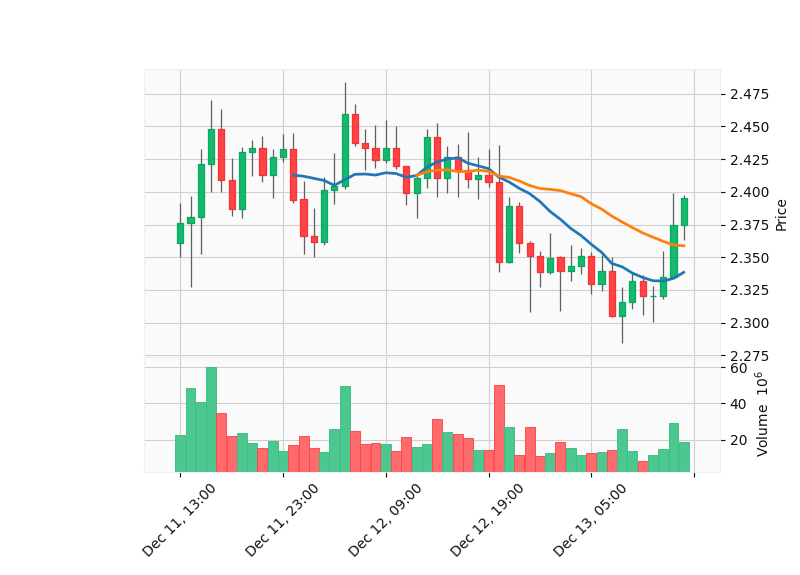 2.475
2.450
2.425
2.400
2.375
2.350
2.325
2.300
2.275
Price
60
40
20
Volume 10^6
Dec 11, 13:00
Dec 11, 23:00
Dec 12, 09:00
Dec 12, 19:00
Dec 13, 05:00